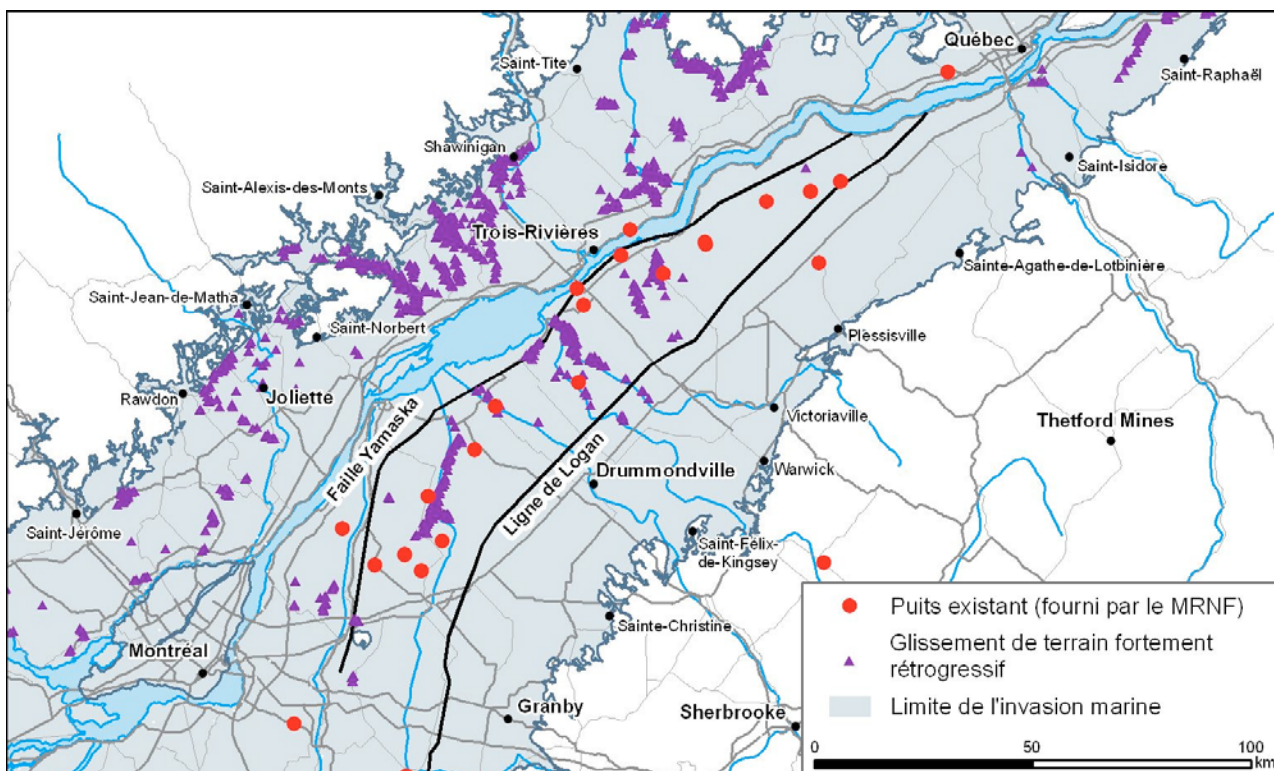 Québec
Saint-Tite
Saint-Raphaël
Shawinigan
Saint-Isidore
Saint-Alexis-des-Monts
Trois-Rivières
Sainte-Agathe-de-Lotbinière
Saint-Jean-de-Matha
Saint-Norbert
Plessisville
Rawdon
Joliette
Victoriaville
Thetford Mines
Faille Yamaska
Ligne de Logan
Drummondville
Warwick
Saint-Jérôme
Saint-Félix-
de-Kingsey
Sainte-Christine
Montréal
Granby
Sherbrooke
Puits existant (fourni par le MRNF)
Glissement de terrain fortement
rétrogressif
Limite de l'invasion marine
0 50 100
km